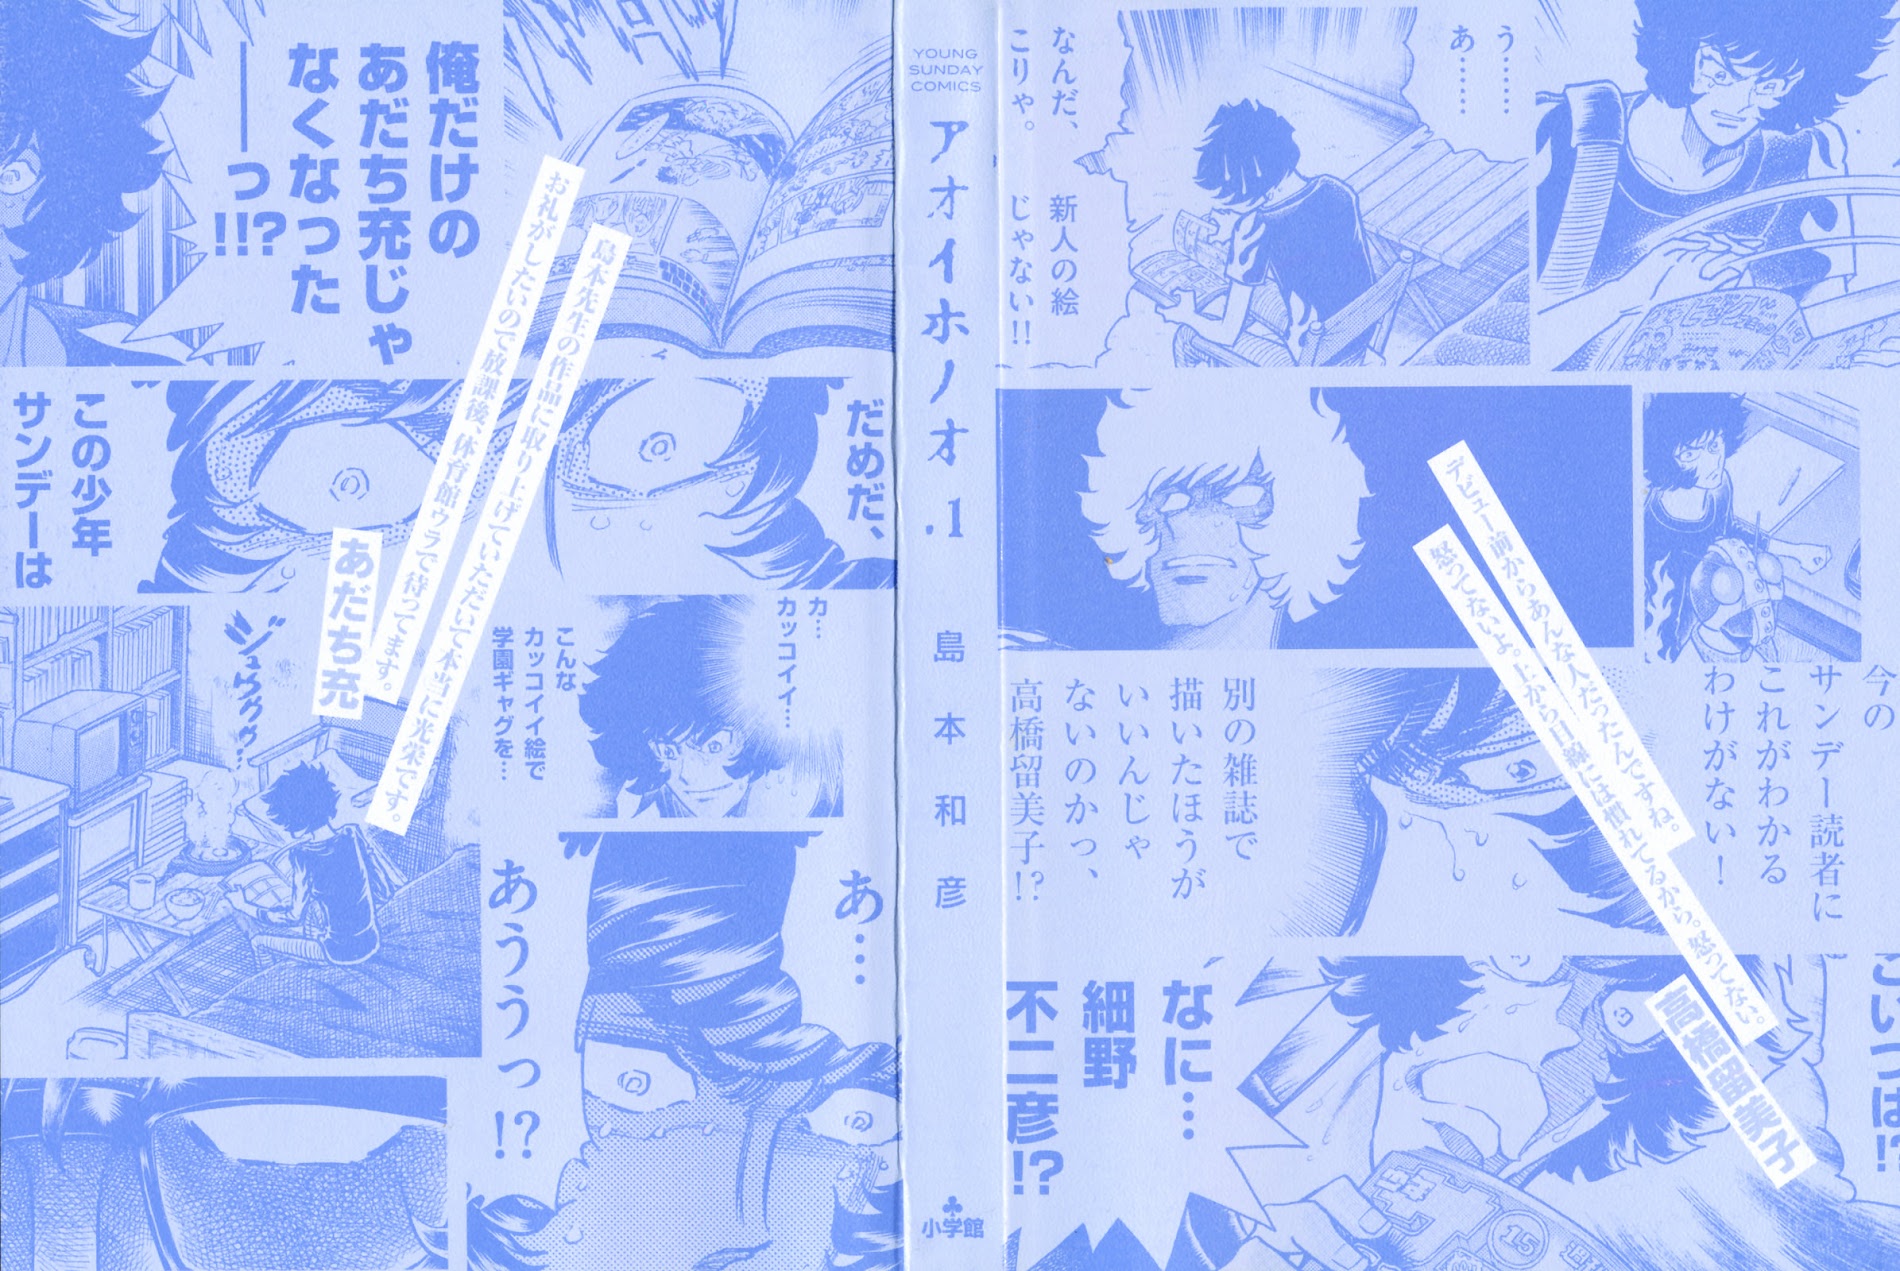 う……
あ……
なんだ、
こりゃ。
新人の絵
じゃない!!
今の
サンデー読者に
これがわかる
わけがない!
別の雑誌で
描いたほうが
いいんじゃ
ないのかっ、
高橋留美子!?
デビュー前からあんな人だったんですね。
怒ってないよ。上から目線には慣れてるから。怒ってない。
高橋留美子
こいつは!?
なに…
細野
不二彦!?
15
YOUNG
SUNDAY
COMICS
アオイホノオ
.1
島本和彦
小学館
俺だけの
あだち充じゃ
なくなった
――っ!!?
島本先生の作品に取り上げていただいて本当に光栄です。
お礼がしたいので放課後、体育館ウラで待ってます。
あだち充
だめだ、
この少年
サンデーは
カ…
カッコイイ…
こんな
カッコイイ絵で
学園ギャグを…
ジュウゥゥゥ…
あ…
あううっ!?